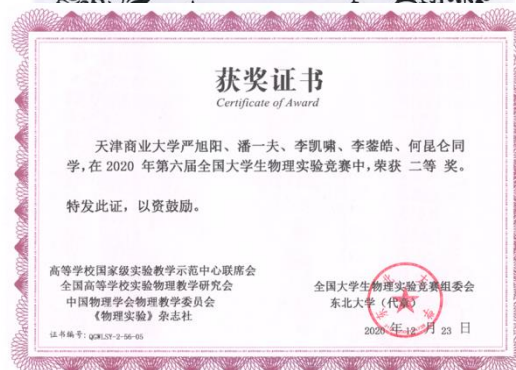 获奖证书
Certificate of Award
天津商业大学严旭阳、潘一夫、李凯啸、李蓥皓、何昆仑同
学,在 2020 年第六届全国大学生物理实验竞赛中,荣获 二等 奖。
特发此证，以资鼓励。
高等学校国家级实验教学示范中心联席会
全国高等学校实验物理教学研究会
中国物理学会物理教学委员会
《物理实验》杂志社
证书编号: QGWLSY-2-56-05
全国大学生物理实验竞赛组委会
东北大学（代章）
2020 年 12 月 23 日